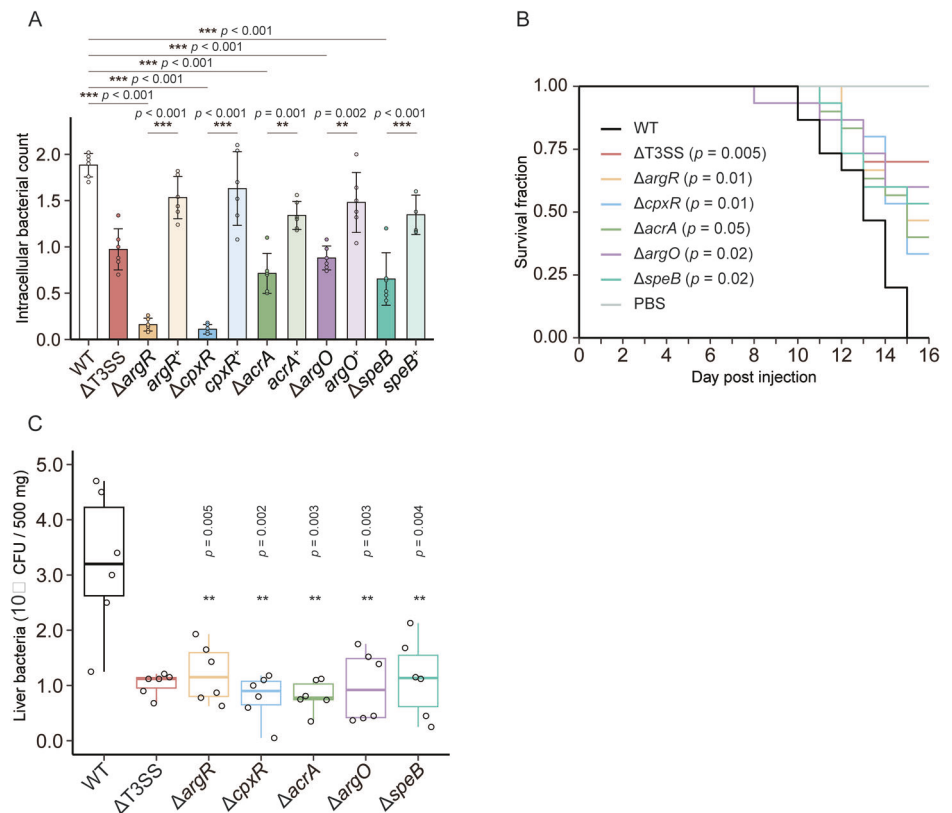 A
*** p < 0.001
*** p < 0.001
*** p < 0.001
*** p < 0.001
*** p < 0.001
p < 0.001 p < 0.001 p = 0.001 p = 0.002 p < 0.001
*** *** ** ** ***
Intracellular bacterial count
2.0
1.5
1.0
0.5
0.0
WT ΔT3SS ΔargR argR⁺ ΔcpxR cpxR⁺ ΔacrA acrA⁺ ΔargO argO⁺ ΔspeB speB⁺
B
Survival fraction
1.00
0.75
0.50
0.25
0.00
WT
ΔT3SS (p = 0.005)
ΔargR (p = 0.01)
ΔcpxR (p = 0.01)
ΔacrA (p = 0.05)
ΔargO (p = 0.02)
ΔspeB (p = 0.02)
PBS
0 2 4 6 8 10 12 14 16
Day post injection
C
Liver bacteria (10□ CFU / 500 mg)
5.0
4.0
3.0
2.0
1.0
0.0
p = 0.005 p = 0.002 p = 0.003 p = 0.003 p = 0.004
** ** ** ** **
WT ΔT3SS ΔargR ΔcpxR ΔacrA ΔargO ΔspeB